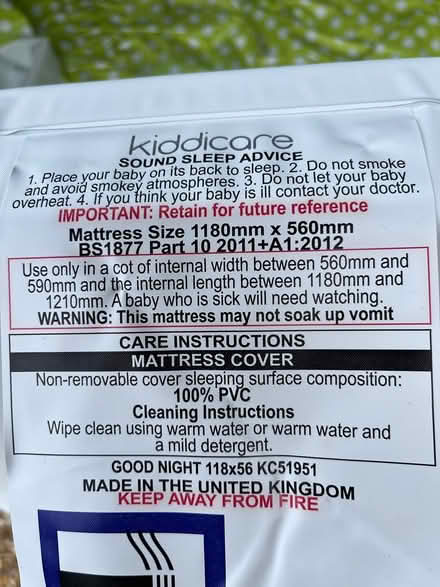 kiddicare
SOUND SLEEP ADVICE
1. Place your baby on its back to sleep. 2. Do not smoke
and avoid smokey atmospheres. 3. Do not let your baby
overheat. 4. If you think your baby is ill contact your doctor.
IMPORTANT: Retain for future reference
Mattress Size 1180mm x 560mm
BS1877 Part 10 2011+A1:2012
Use only in a cot of internal width between 560mm and
590mm and the internal length between 1180mm and
1210mm. A baby who is sick will need watching.
WARNING: This mattress may not soak up vomit
CARE INSTRUCTIONS
MATTRESS COVER
Non-removable cover sleeping surface composition:
100% PVC
Cleaning Instructions
Wipe clean using warm water or warm water and
a mild detergent.
GOOD NIGHT 118x56 KC51951
MADE IN THE UNITED KINGDOM
KEEP AWAY FROM FIRE